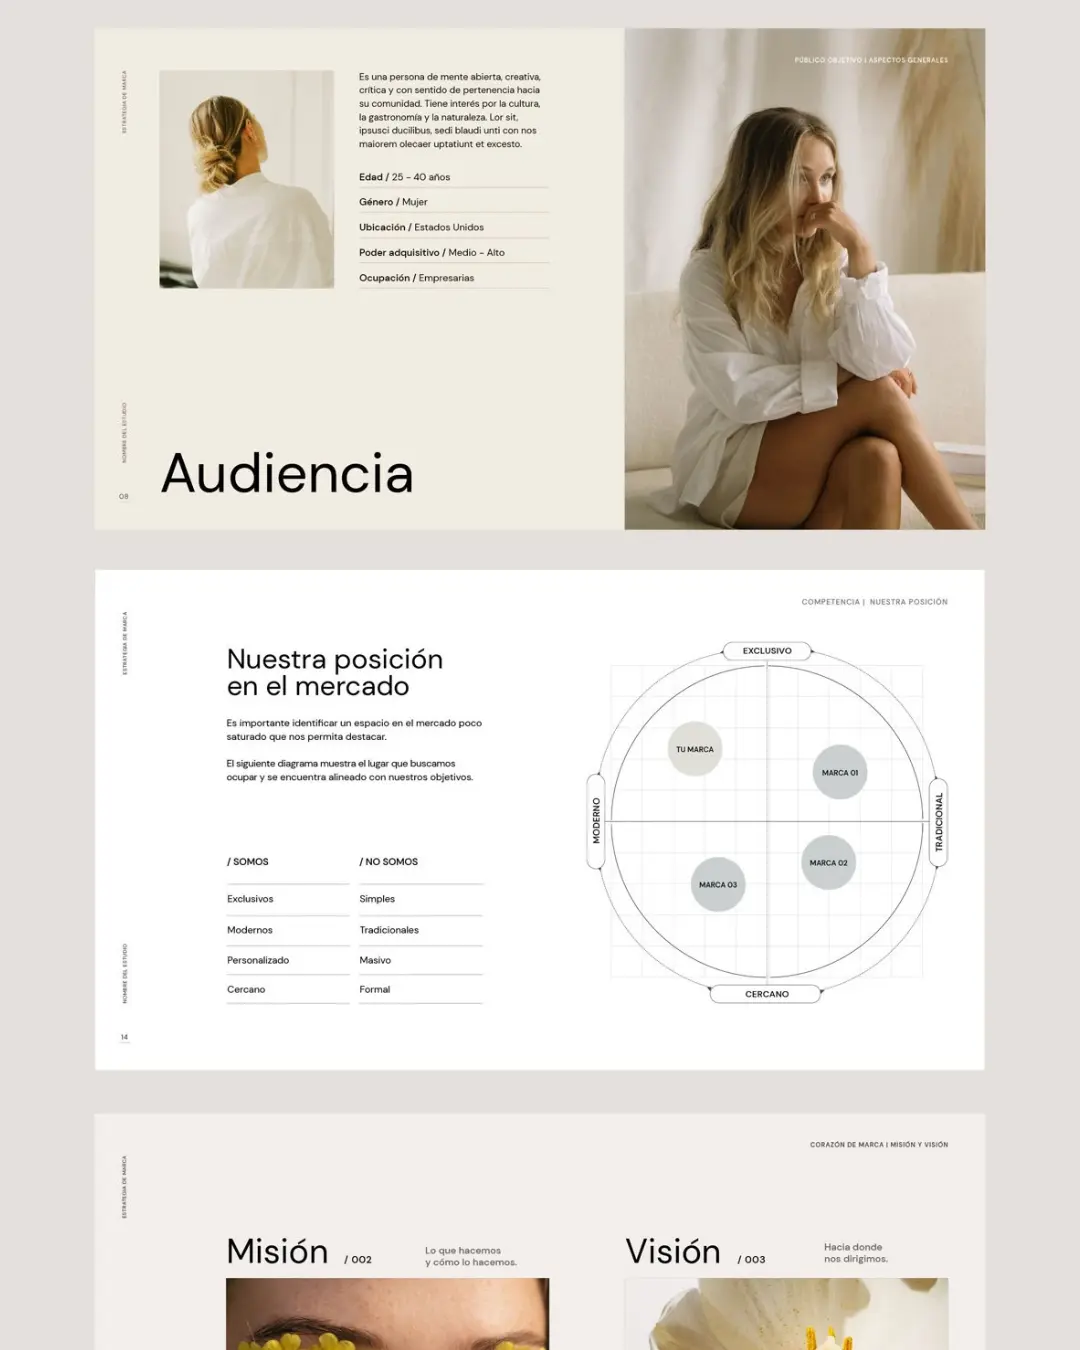 ESTRATEGIA DE MARCA
PÚBLICO OBJETIVO | ASPECTOS GENERALES
Es una persona de mente abierta, creativa,
crítica y con sentido de pertenencia hacia
su comunidad. Tiene interés por la cultura,
la gastronomía y la naturaleza. Lor sit,
ipsusci ducilibus, sedi blaudi unti con nos
maiorem olecaer uptatiunt et excesto.
Edad / 25 - 40 años
Género / Mujer
Ubicación / Estados Unidos
Poder adquisitivo / Medio - Alto
Ocupación / Empresarias
NOMBRE DEL ESTUDIO
08
Audiencia
ESTRATEGIA DE MARCA
COMPETENCIA | NUESTRA POSICIÓN
Nuestra posición
en el mercado
Es importante identificar un espacio en el mercado poco
saturado que nos permita destacar.
El siguiente diagrama muestra el lugar que buscamos
ocupar y se encuentra alineado con nuestros objetivos.
/ SOMOS
/ NO SOMOS
Exclusivos
Simples
Modernos
Tradicionales
Personalizado
Masivo
Cercano
Formal
EXCLUSIVO
TU MARCA
MARCA 01
MODERNO
TRADICIONAL
MARCA 02
MARCA 03
CERCANO
NOMBRE DEL ESTUDIO
14
ESTRATEGIA DE MARCA
CORAZÓN DE MARCA | MISIÓN Y VISIÓN
Misión / 002
Lo que hacemos
y cómo lo hacemos.
Visión / 003
Hacia donde
nos dirigimos.